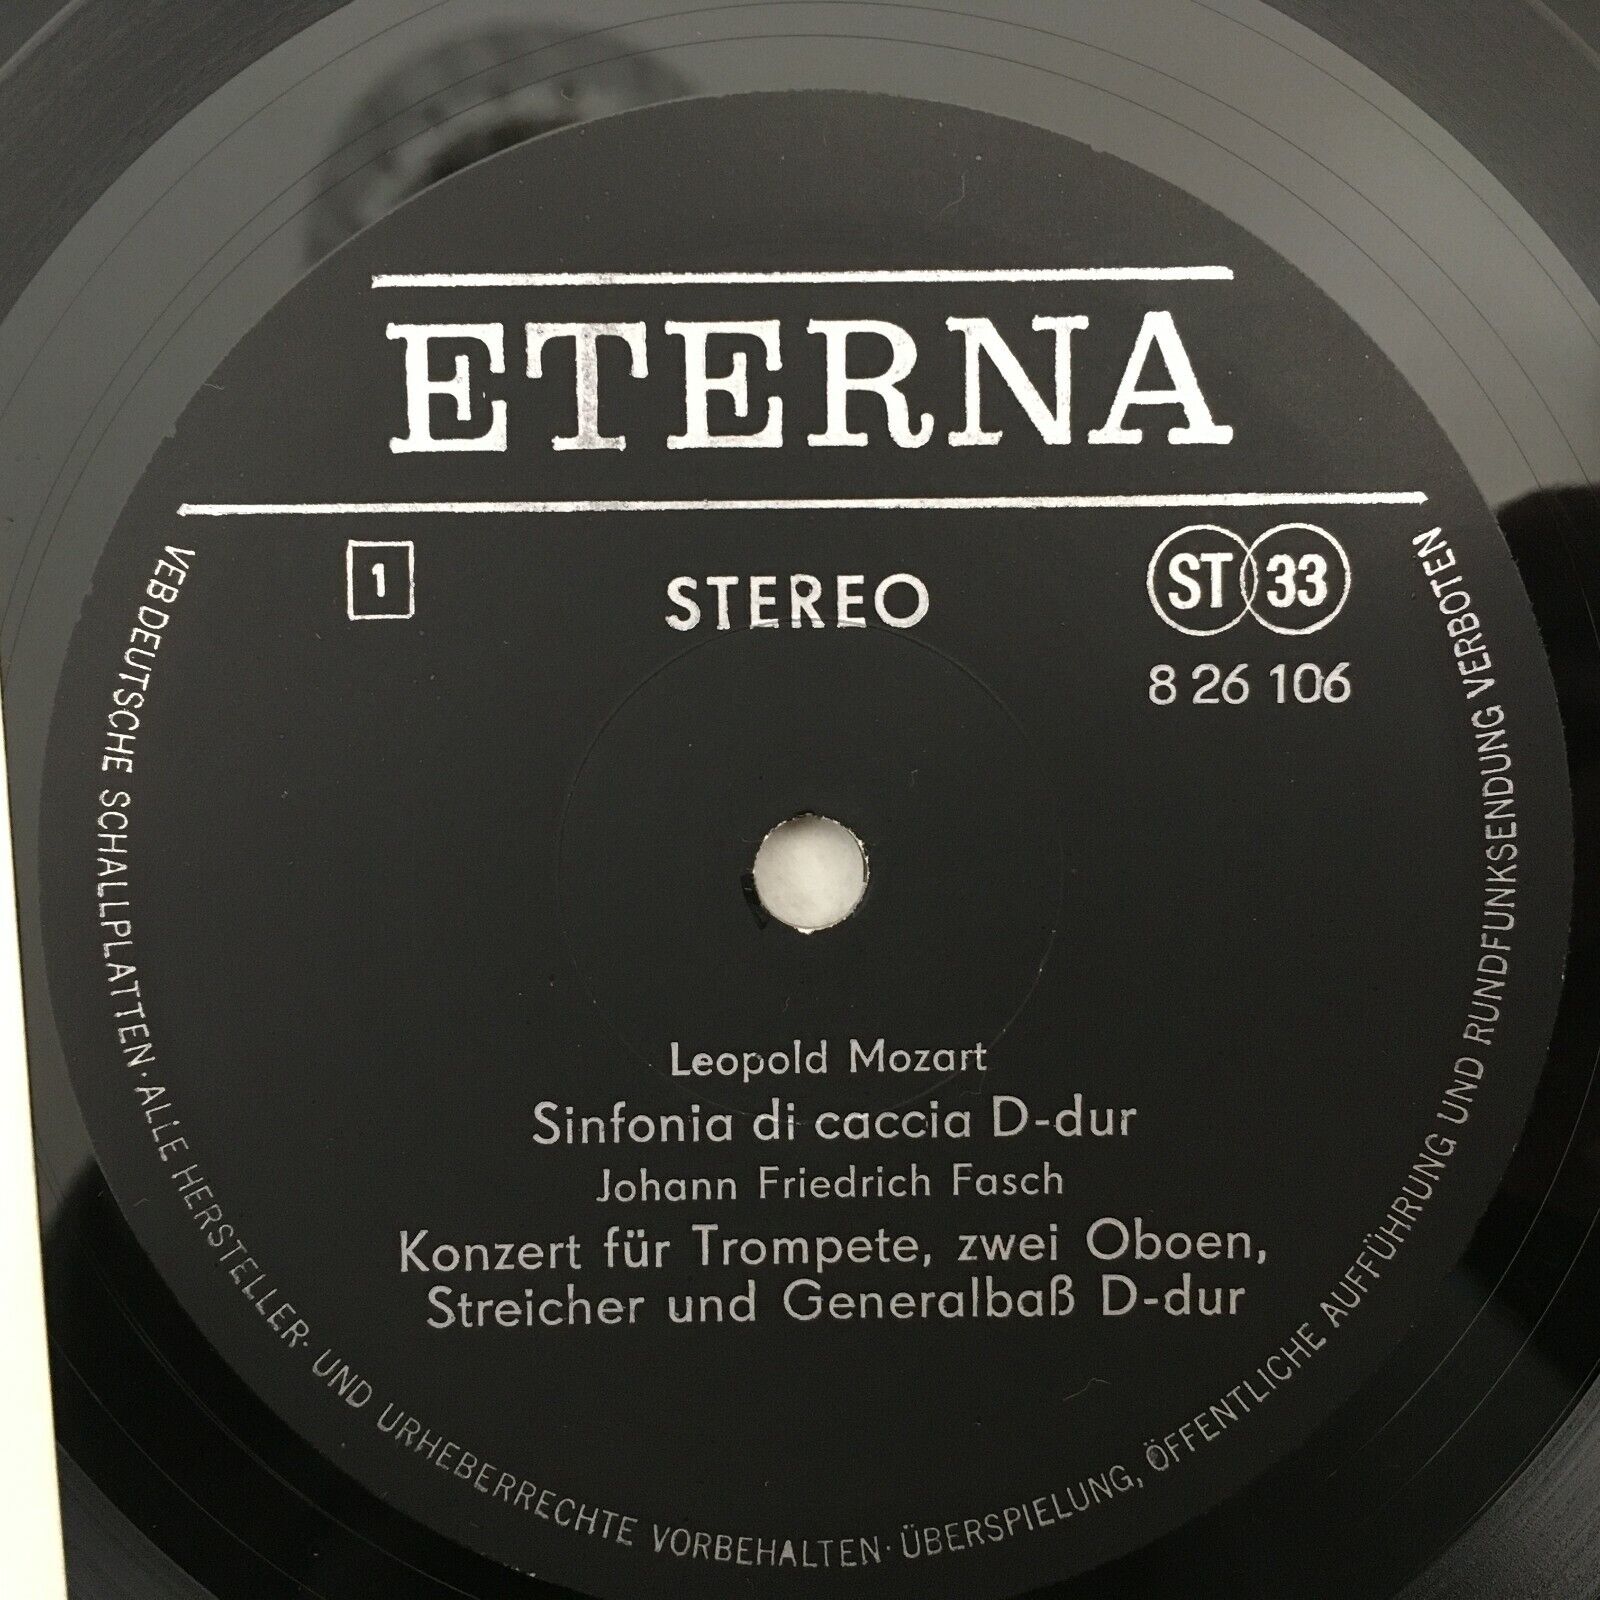 ETERNA
1
STEREO
ST 33
8 26 106
Leopold Mozart
Sinfonia di caccia D-dur
Johann Friedrich Fasch
Konzert für Trompete, zwei Oboen,
Streicher und Generalbaß D-dur
VEB DEUTSCHE SCHALLPLATTEN · ALLE HERSTELLER- UND URHEBERRECHTE VORBEHALTEN · ÜBERSPIELUNG, ÖFFENTLICHE AUFFÜHRUNG UND RUNDFUNKSENDUNG VERBOTEN